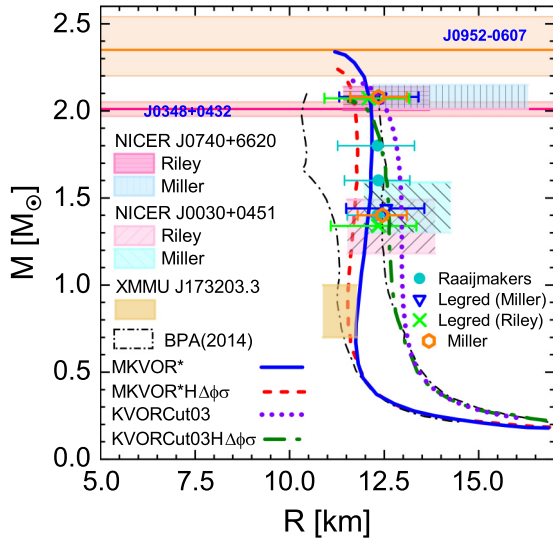 2.5
J0952-0607
2.0
J0348+0432
NICER J0740+6620
Riley
Miller
1.5
NICER J0030+0451
Riley
Miller
M [M☉]
XMMU J173203.3
1.0
BPA(2014)
Raaijmakers
Legred (Miller)
Legred (Riley)
Miller
MKVOR*
0.5
MKVOR*HΔϕσ
KVORCut03
KVORCut03HΔϕσ
0.0
5.0 7.5 10.0 12.5 15.0
R [km]